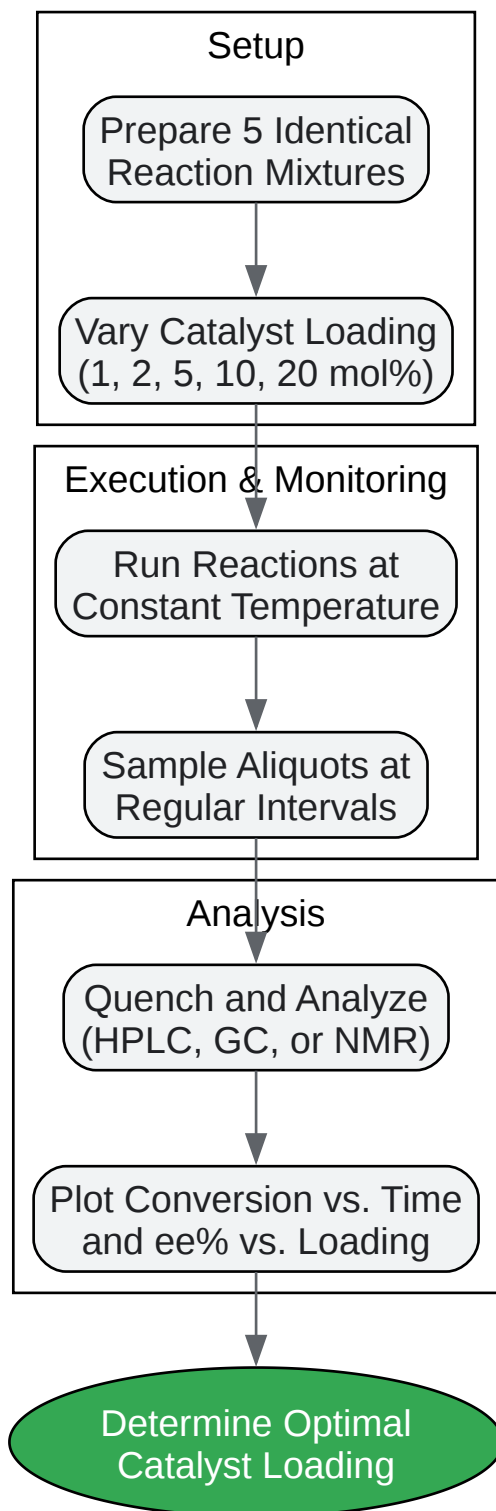 Setup
Prepare 5 Identical
Reaction Mixtures
Vary Catalyst Loading
(1, 2, 5, 10, 20 mol%)
Execution & Monitoring
Run Reactions at
Constant Temperature
Sample Aliquots at
Regular Intervals
Analysis
Quench and Analyze
(HPLC, GC, or NMR)
Plot Conversion vs. Time
and ee% vs. Loading
Determine Optimal
Catalyst Loading